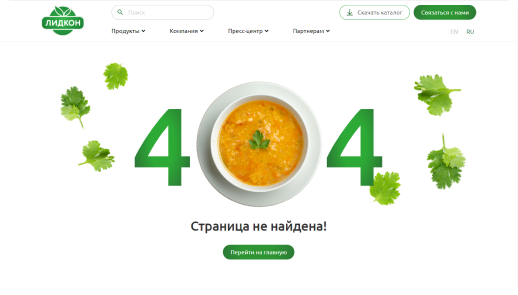 ЛИДКОН
Поиск
Скачать каталог
Связаться с нами
Продукты
Компания
Пресс-центр
Партнерам
EN
RU
4 4
Страница не найдена!
Перейти на главную